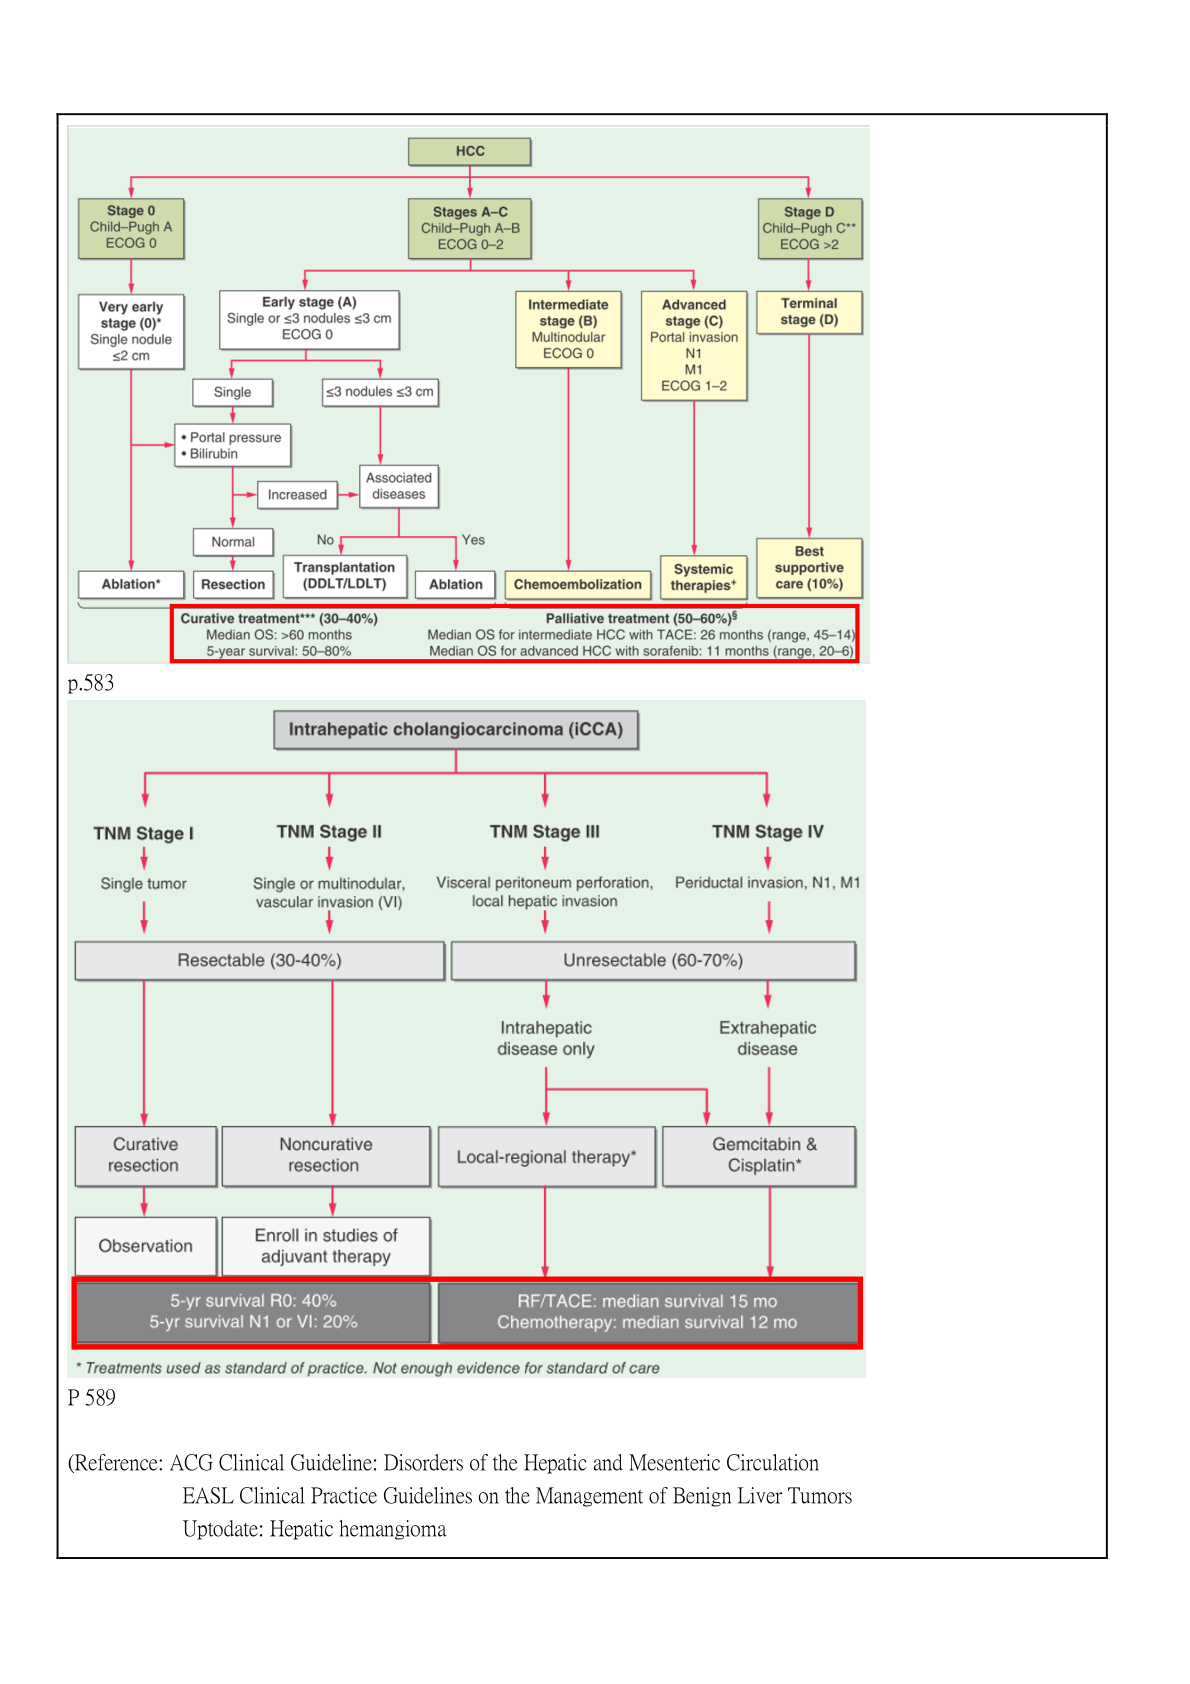 HCC
Stage 0
Child–Pugh A
ECOG 0
Stages A–C
Child–Pugh A–B
ECOG 0–2
Stage D
Child–Pugh C**
ECOG >2
Very early
stage (0)*
Single nodule
≤2 cm
Early stage (A)
Single or ≤3 nodules ≤3 cm
ECOG 0
Intermediate
stage (B)
Multinodular
ECOG 0
Advanced
stage (C)
Portal invasion
N1
M1
ECOG 1–2
Terminal
stage (D)
Single
≤3 nodules ≤3 cm
• Portal pressure
• Bilirubin
Increased
Associated
diseases
Normal
No
Yes
Ablation*
Resection
Transplantation
(DDLT/LDLT)
Ablation
Chemoembolization
Systemic
therapies⁺
Best
supportive
care (10%)
Curative treatment*** (30–40%)
Median OS: >60 months
5-year survival: 50–80%
Palliative treatment (50–60%)§
Median OS for intermediate HCC with TACE: 26 months (range, 45–14)
Median OS for advanced HCC with sorafenib: 11 months (range, 20–6)
p.583
Intrahepatic cholangiocarcinoma (iCCA)
TNM Stage I
TNM Stage II
TNM Stage III
TNM Stage IV
Single tumor
Single or multinodular,
vascular invasion (VI)
Visceral peritoneum perforation,
local hepatic invasion
Periductal invasion, N1, M1
Resectable (30-40%)
Unresectable (60-70%)
Intrahepatic
disease only
Extrahepatic
disease
Curative
resection
Noncurative
resection
Local-regional therapy*
Gemcitabin &
Cisplatin*
Observation
Enroll in studies of
adjuvant therapy
5-yr survival R0: 40%
5-yr survival N1 or VI: 20%
RF/TACE: median survival 15 mo
Chemotherapy: median survival 12 mo
* Treatments used as standard of practice. Not enough evidence for standard of care
P 589
(Reference: ACG Clinical Guideline: Disorders of the Hepatic and Mesenteric Circulation
EASL Clinical Practice Guidelines on the Management of Benign Liver Tumors
Uptodate: Hepatic hemangioma